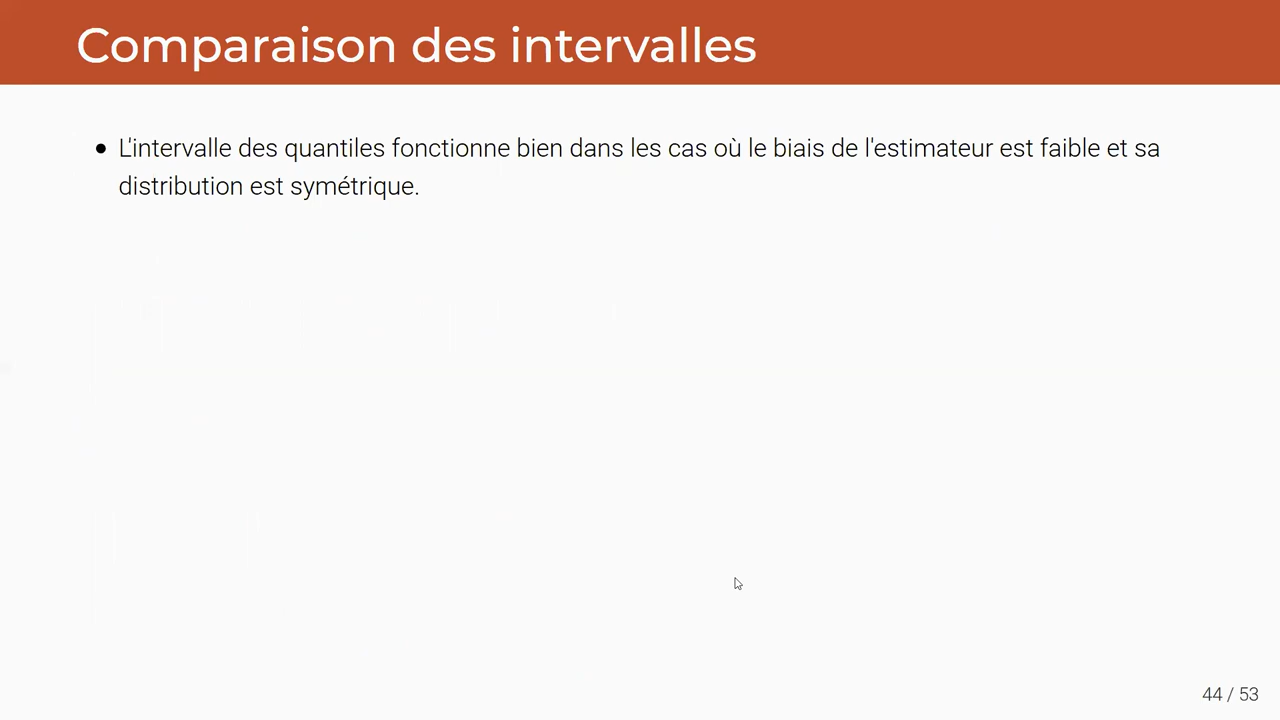 Comparaison des intervalles
• L'intervalle des quantiles fonctionne bien dans les cas où le biais de l'estimateur est faible et sa
distribution est symétrique.
44 / 53